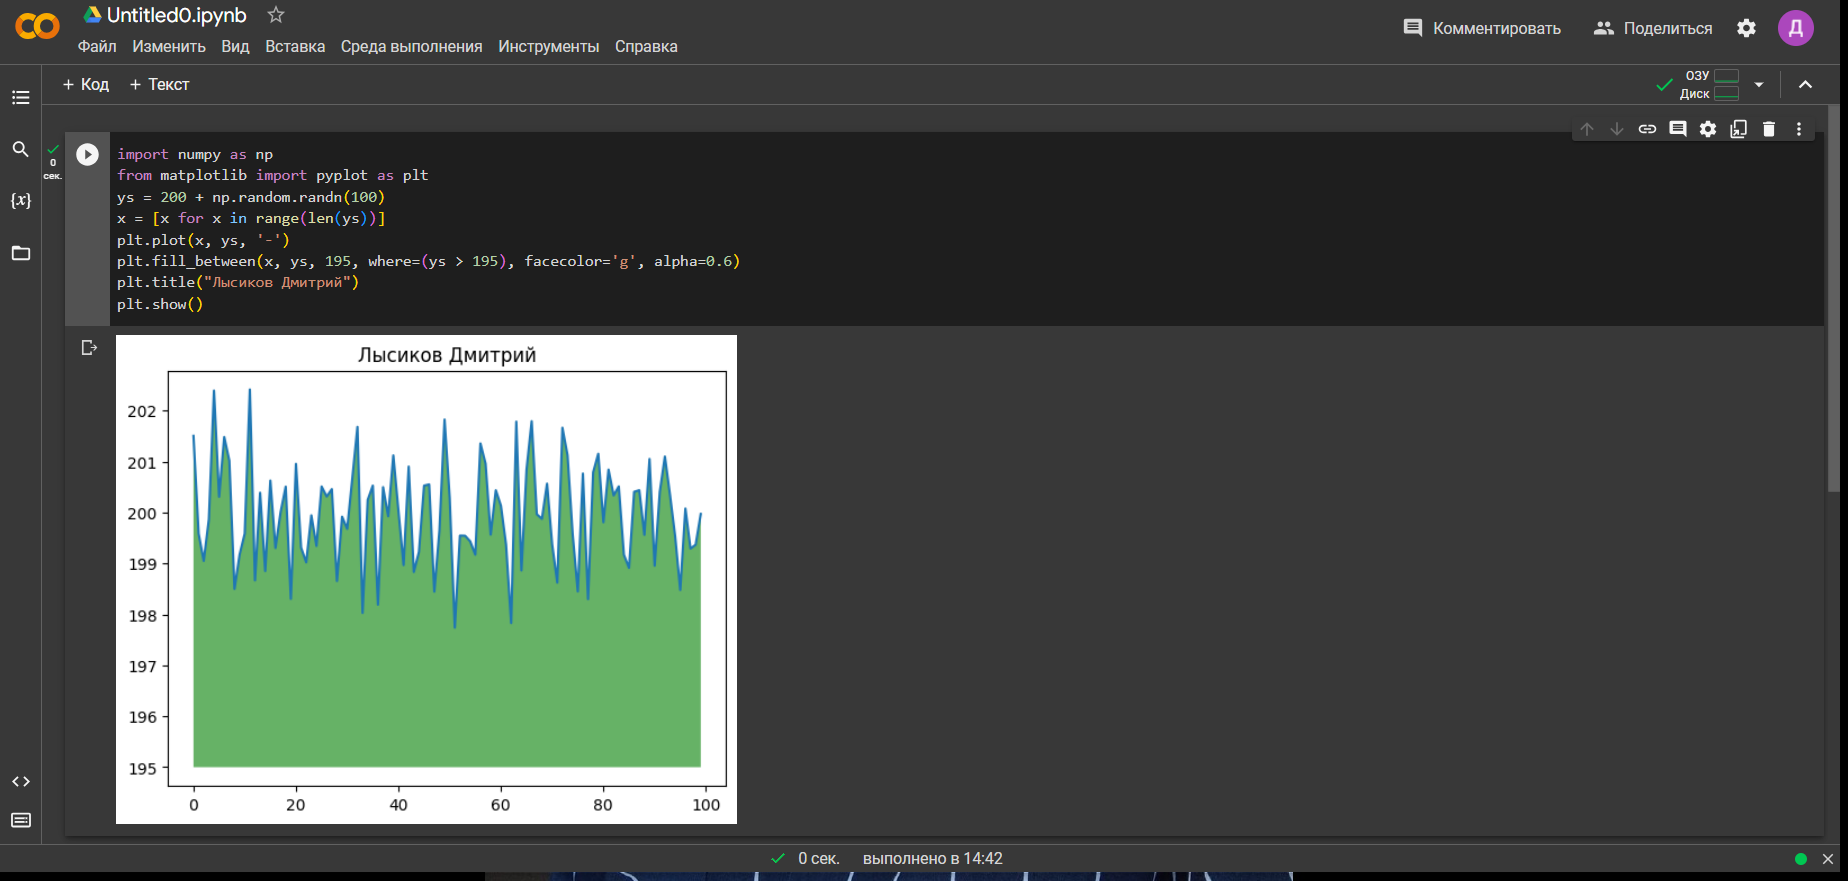 Untitled0.ipynb
Файл Изменить Вид Вставка Среда выполнения Инструменты Справка
Комментировать Поделиться Д
+ Код + Текст
ОЗУ
Диск
{x}
0
сек.
import numpy as np
from matplotlib import pyplot as plt
ys = 200 + np.random.randn(100)
x = [x for x in range(len(ys))]
plt.plot(x, ys, '-')
plt.fill_between(x, ys, 195, where=(ys > 195), facecolor='g', alpha=0.6)
plt.title("Лысиков Дмитрий")
plt.show()
Лысиков Дмитрий
202
201
200
199
198
197
196
195
0 20 40 60 80 100
0 сек. выполнено в 14:42